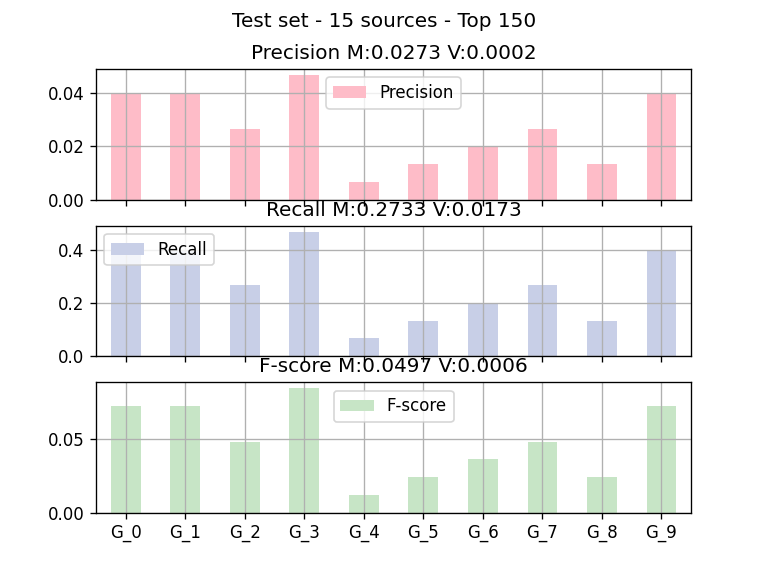 Test set - 15 sources - Top 150
Precision M:0.0273 V:0.0002
0.04
0.02
0.00
Precision
Recall M:0.2733 V:0.0173
0.4
0.2
0.0
Recall
F-score M:0.0497 V:0.0006
0.05
0.00
F-score
G_0 G_1 G_2 G_3 G_4 G_5 G_6 G_7 G_8 G_9